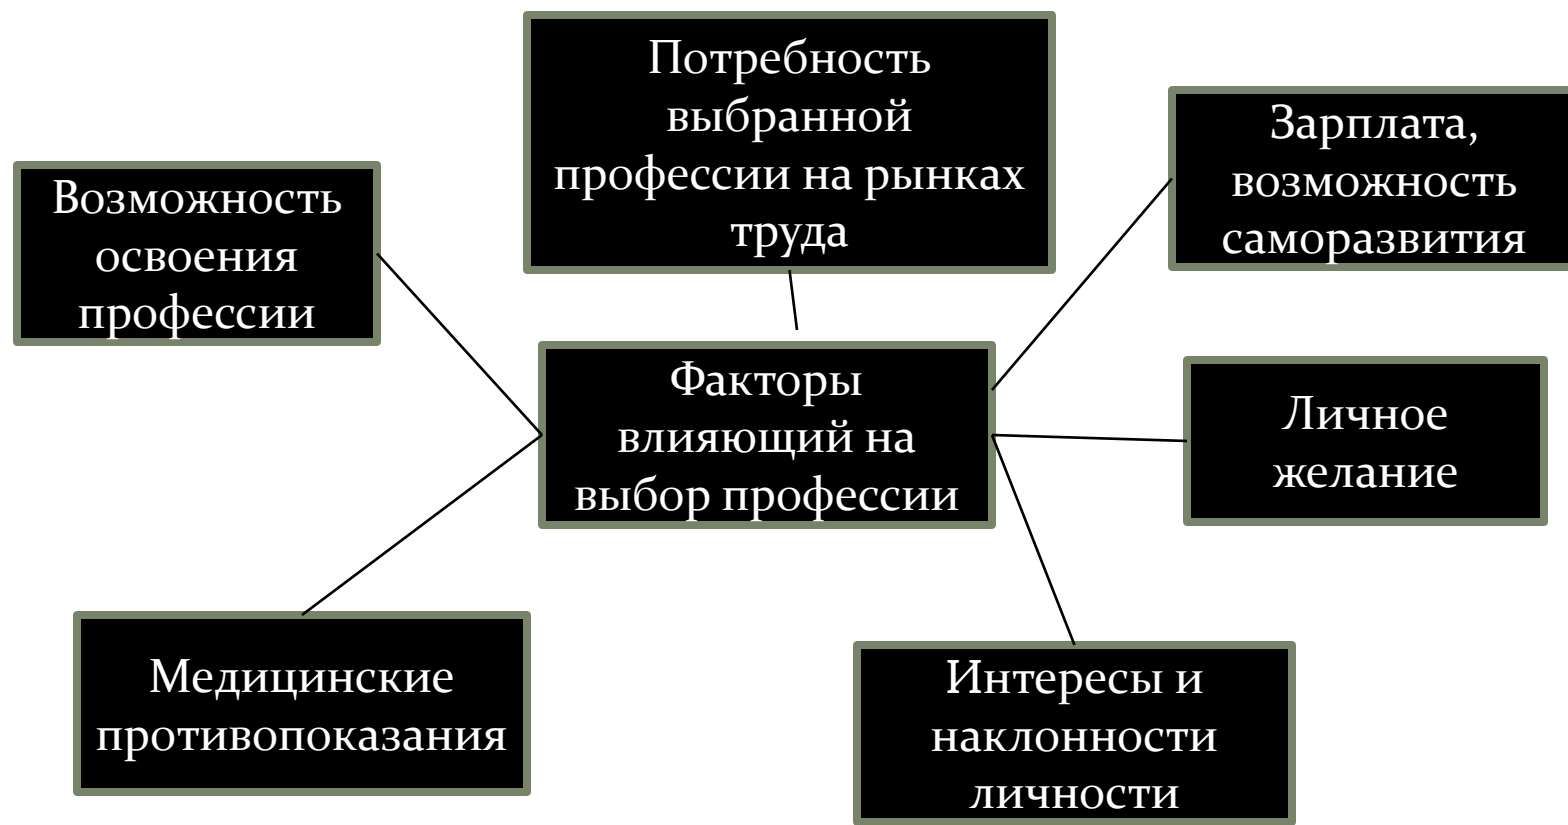 Потребность
выбранной
профессии на рынках
труда
Зарплата,
возможность
саморазвития
Возможность
освоения
профессии
Факторы
влияющий на
выбор профессии
Личное
желание
Медицинские
противопоказания
Интересы и
наклонности
личности